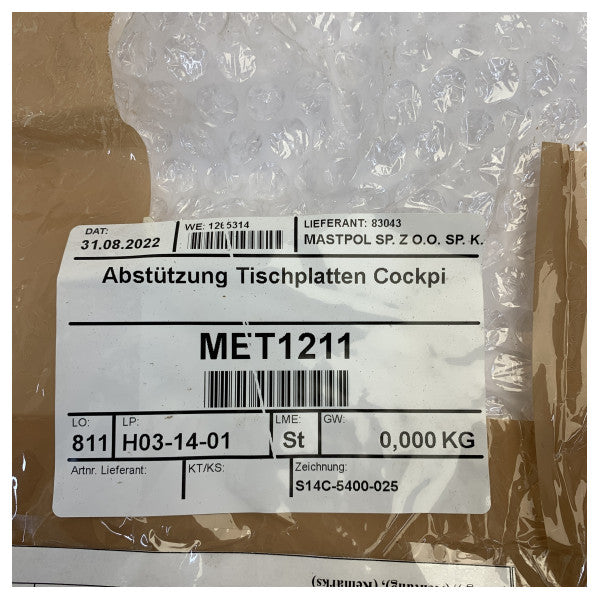 DAT:
31.08.2022
WE: 1265314
LIEFERANT: 83043
MASTPOL SP. Z O.O. SP. K.
Abstützung Tischplatten Cockpi
MET1211
LO:
811
LP:
H03-14-01
LME:
St
GW:
0,000 KG
Artnr. Lieferant:
KT/KS:
Zeichnung:
S14C-5400-025
(Remarks)